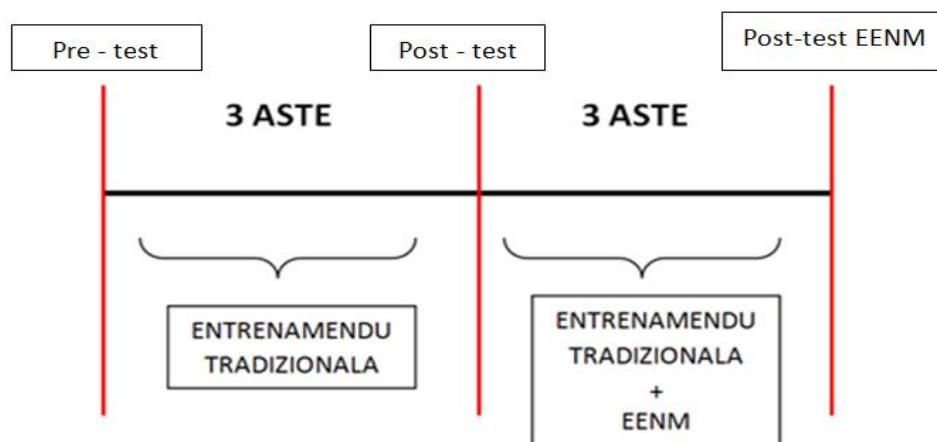 Pre - test
Post - test
Post-test EENM
3 ASTE
3 ASTE
ENTRENAMENDU
TRADIZIONALA
ENTRENAMENDU
TRADIZIONALA
+
EENM